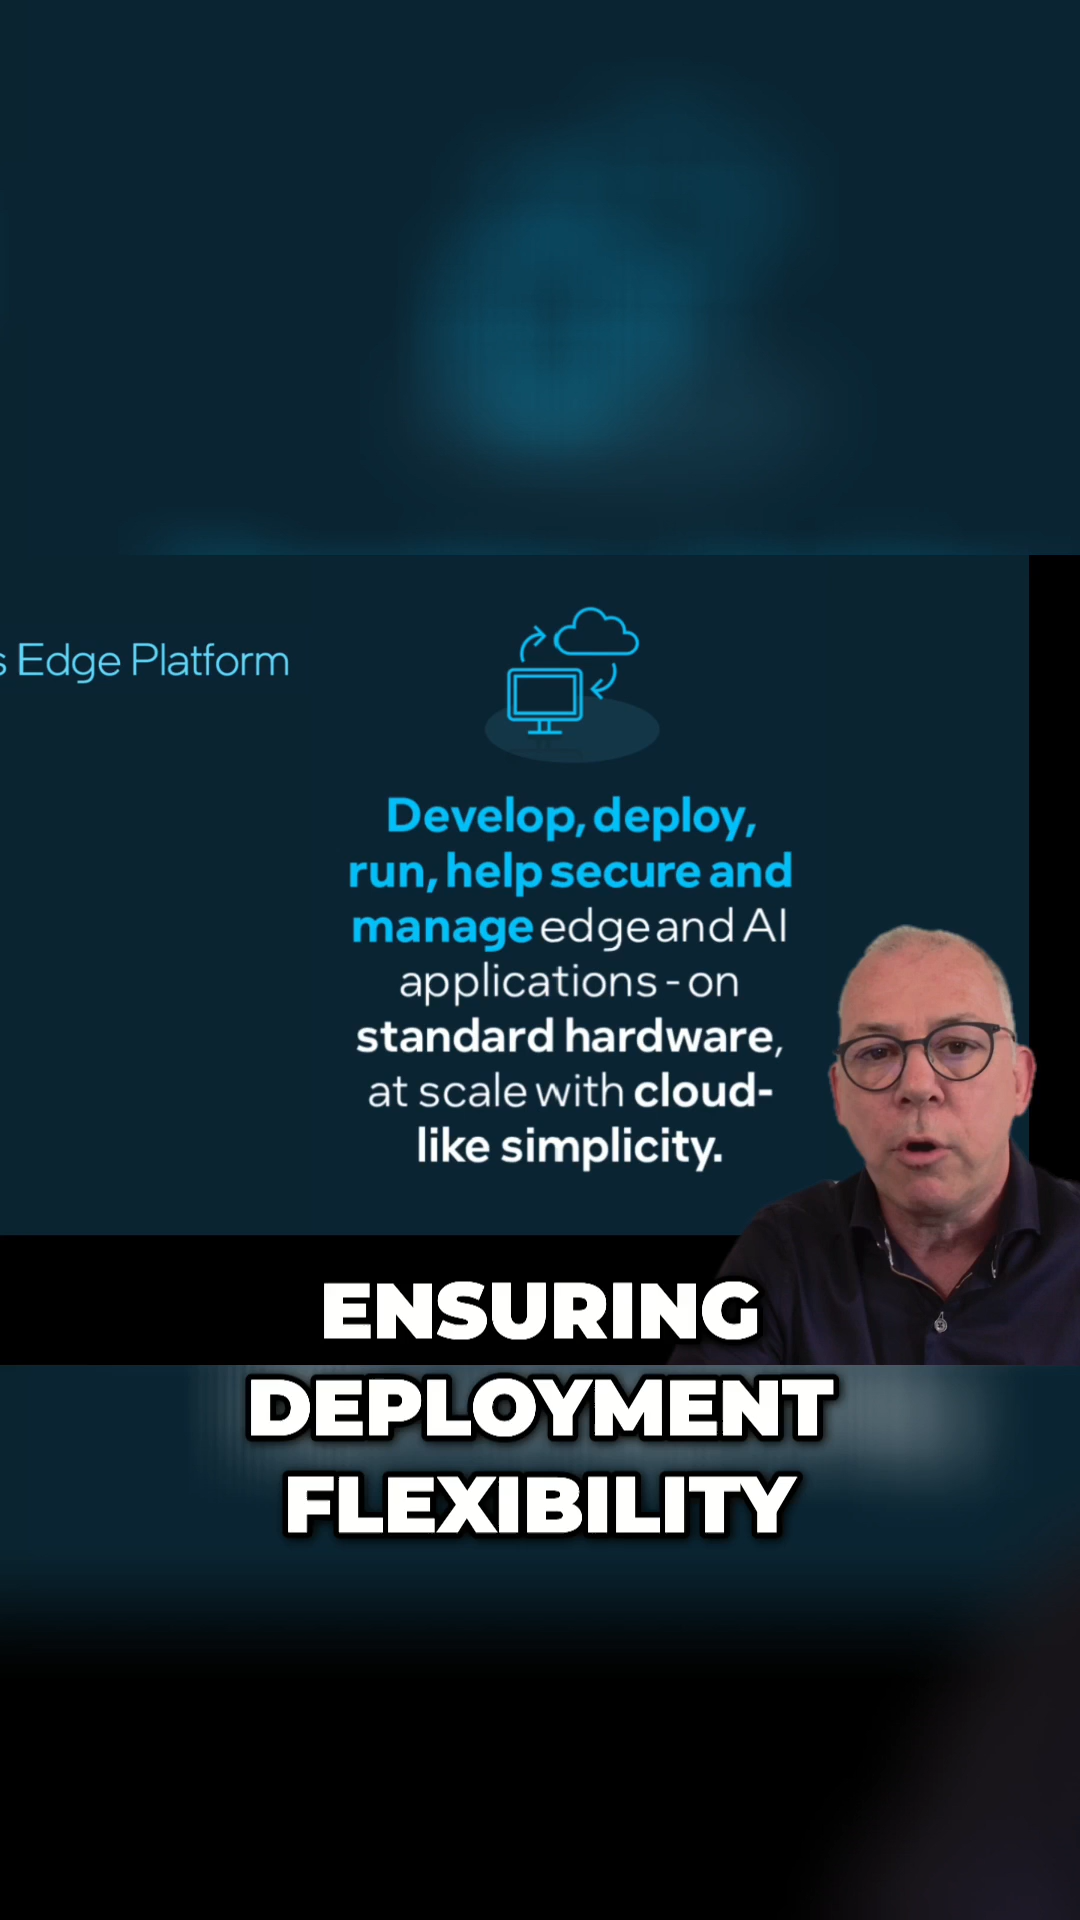 s Edge Platform
Develop, deploy,
run, help secure and
manage edge and AI
applications - on
standard hardware,
at scale with cloud-
like simplicity.
ENSURING
DEPLOYMENT
FLEXIBILITY